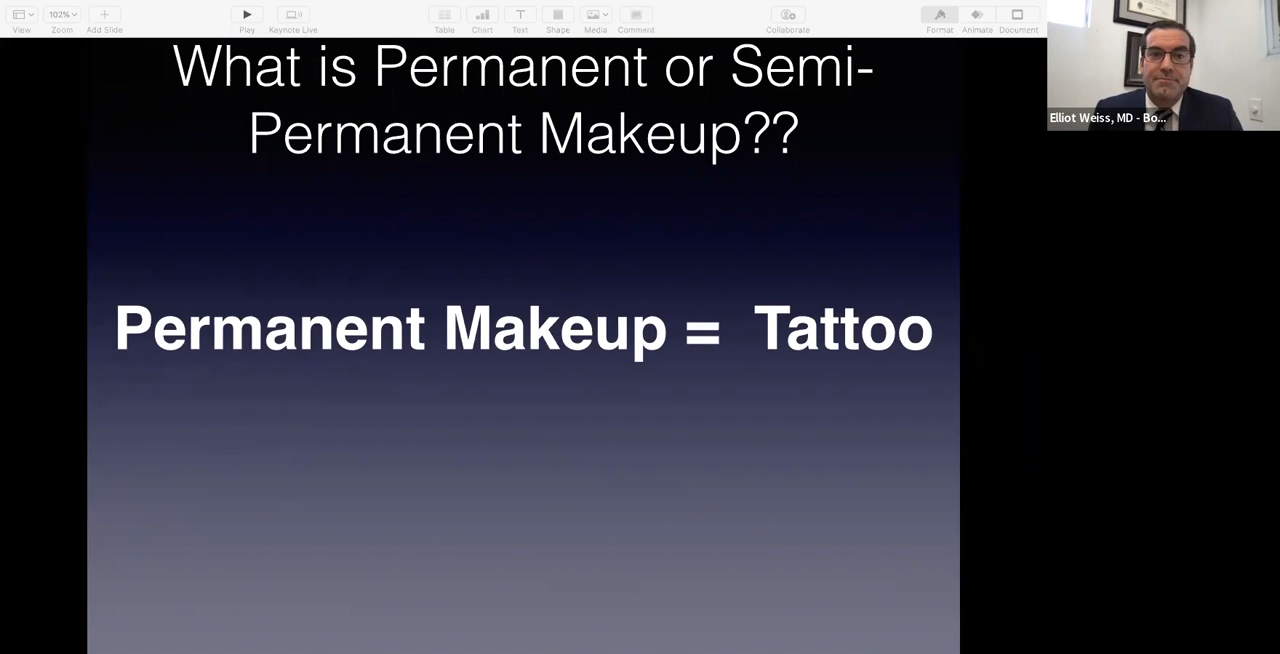 102%
View
Zoom
Add Slide
Play
Keynote Live
Table
Chart
Text
Shape
Media
Comment
Collaborate
Format
Animate
Document
What is Permanent or Semi-
Permanent Makeup??
Elliot Weiss, MD - Bo...
Permanent Makeup = Tattoo